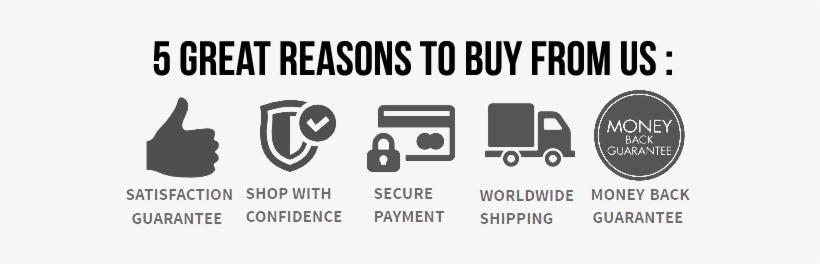 5 GREAT REASONS TO BUY FROM US :
MONEY
BACK
GUARANTEE
SATISFACTION
GUARANTEE
SHOP WITH
CONFIDENCE
SECURE
PAYMENT
WORLDWIDE
SHIPPING
MONEY BACK
GUARANTEE